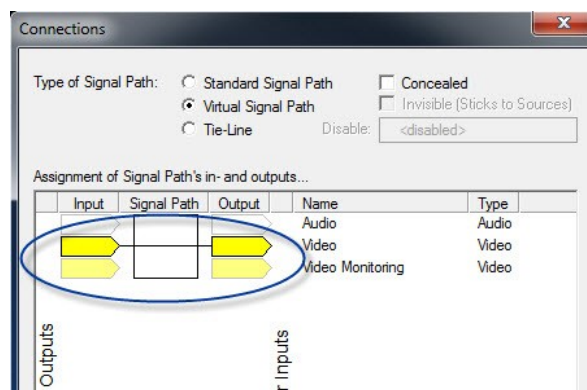 Connections
Type of Signal Path:
Standard Signal Path
Concealed
Virtual Signal Path
Invisible (Sticks to Sources)
Tie-Line
Disable:
<disabled>
Assignment of Signal Path's in- and outputs...
Input Signal Path Output Name Type
Audio Audio
Video Video
Video Monitoring Video
Outputs
Inputs